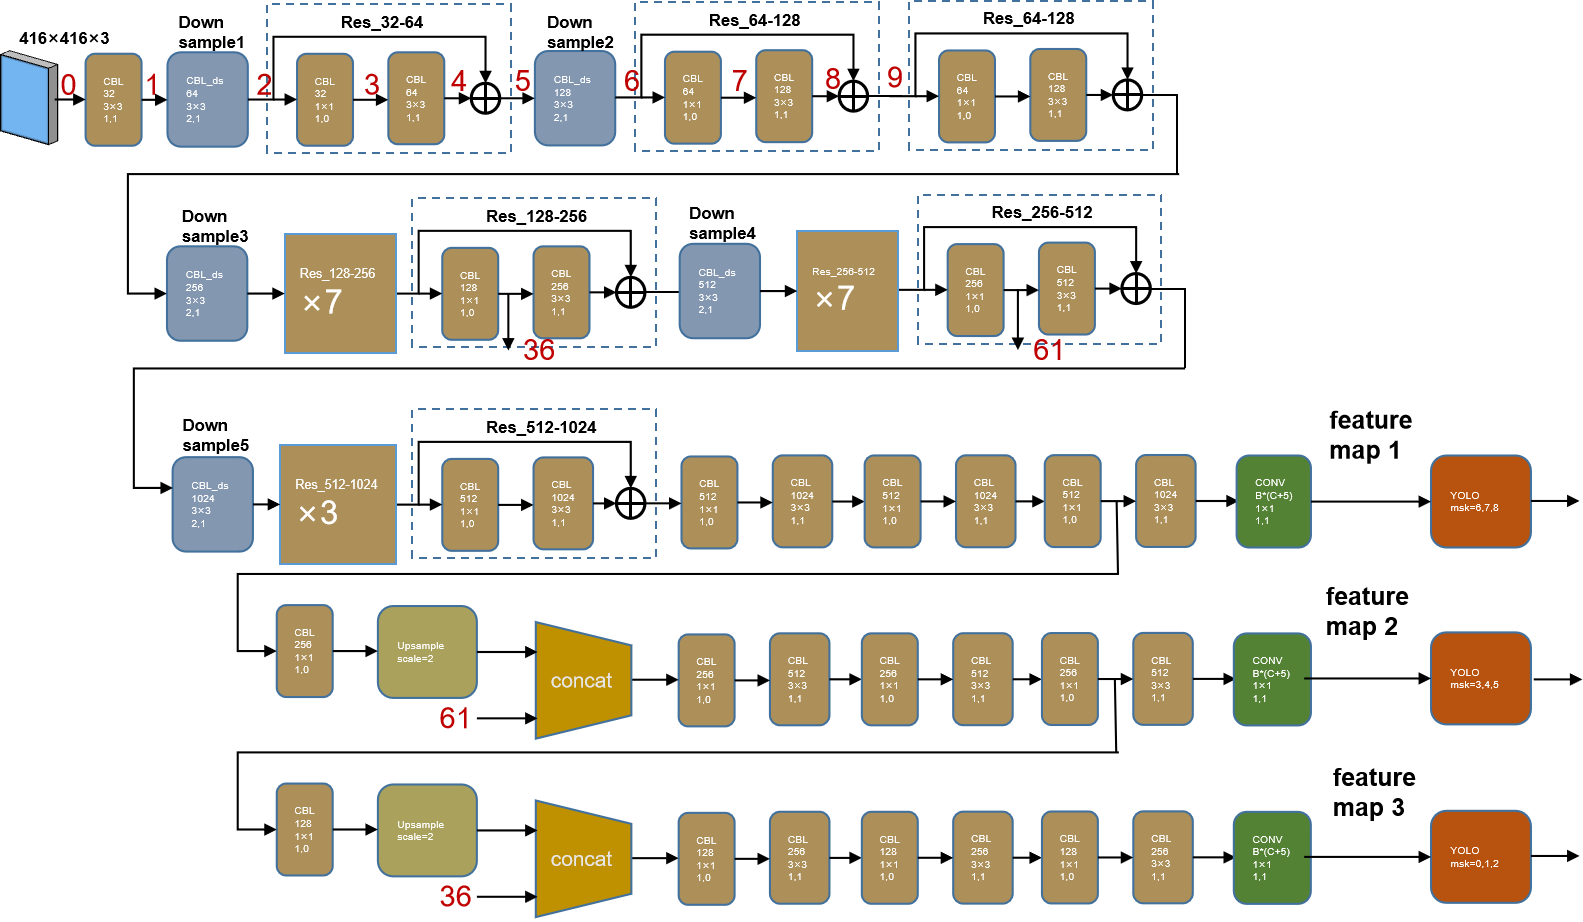 416×416×3
0
CBL
32
3×3
1,1
1
Down
sample1
CBL_ds
64
3×3
2,1
2
Res_32-64
CBL
32
1×1
1,0
3
CBL
64
3×3
1,1
4
5
Down
sample2
CBL_ds
128
3×3
2,1
6
Res_64-128
CBL
64
1×1
1,0
7
CBL
128
3×3
1,1
8
9
Res_64-128
CBL
64
1×1
1,0
CBL
128
3×3
1,1
Down
sample3
CBL_ds
256
3×3
2,1
Res_128-256
×7
Res_128-256
CBL
128
1×1
1,0
36
CBL
256
3×3
1,1
Down
sample4
CBL_ds
512
3×3
2,1
Res_256-512
×7
Res_256-512
CBL
256
1×1
1,0
61
CBL
512
3×3
1,1
Down
sample5
CBL_ds
1024
3×3
2,1
Res_512-1024
×3
Res_512-1024
CBL
512
1×1
1,0
CBL
1024
3×3
1,1
CBL
512
1×1
1,0
CBL
1024
3×3
1,1
CBL
512
1×1
1,0
CBL
1024
3×3
1,1
CBL
512
1×1
1,0
CBL
1024
3×3
1,1
CONV
B*(C+5)
1×1
1,1
feature
map 1
YOLO
msk=6,7,8
CBL
256
1×1
1,0
Upsample
scale=2
61
concat
CBL
256
1×1
1,0
CBL
512
3×3
1,1
CBL
256
1×1
1,0
CBL
512
3×3
1,1
CBL
256
1×1
1,0
CBL
512
3×3
1,1
CONV
B*(C+5)
1×1
1,1
feature
map 2
YOLO
msk=3,4,5
CBL
128
1×1
1,0
Upsample
scale=2
36
concat
CBL
128
1×1
1,0
CBL
256
3×3
1,1
CBL
128
1×1
1,0
CBL
256
3×3
1,1
CBL
128
1×1
1,0
CBL
256
3×3
1,1
CONV
B*(C+5)
1×1
1,1
feature
map 3
YOLO
msk=0,1,2